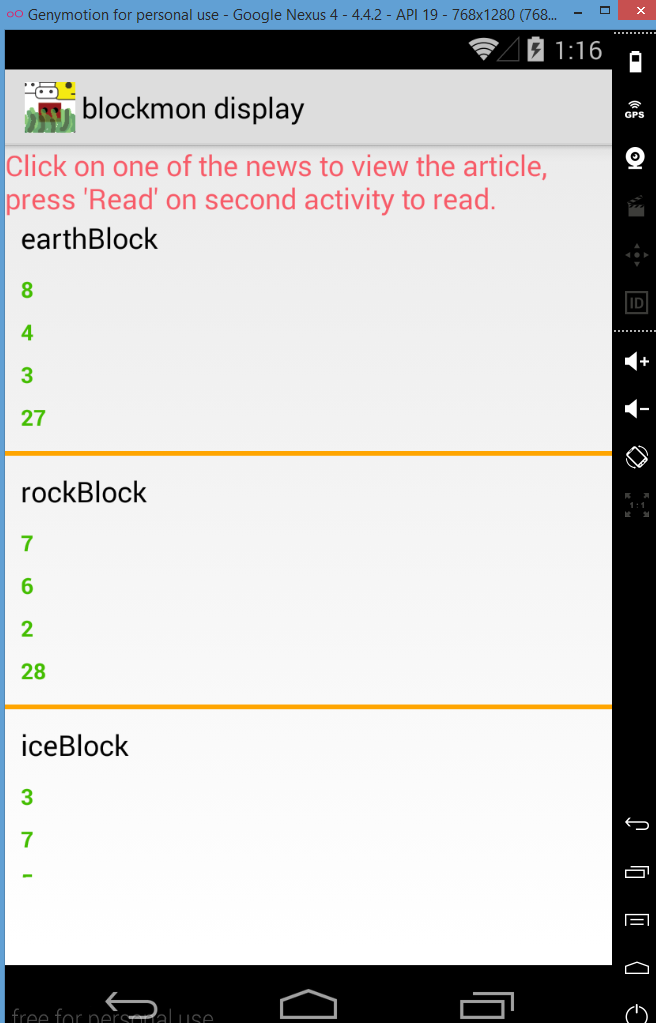 Genymotion for personal use - Google Nexus 4 - 4.4.2 - API 19 - 768x1280 (768...
1:16
GPS
blockmon display
Click on one of the news to view the article,
press 'Read' on second activity to read.
earthBlock
8
4
3
27
ID
rockBlock
7
6
2
28
1:1
iceBlock
3
7
free for personal use